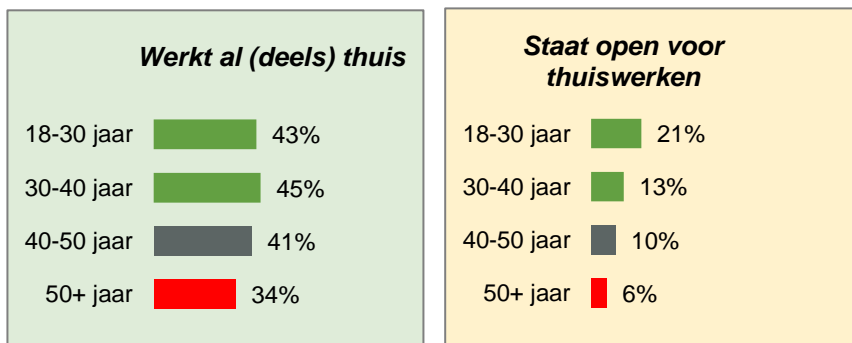 Werkt al (deels) thuis
18-30 jaar 43%
30-40 jaar 45%
40-50 jaar 41%
50+ jaar 34%
Staat open voor
thuiswerken
18-30 jaar 21%
30-40 jaar 13%
40-50 jaar 10%
50+ jaar 6%